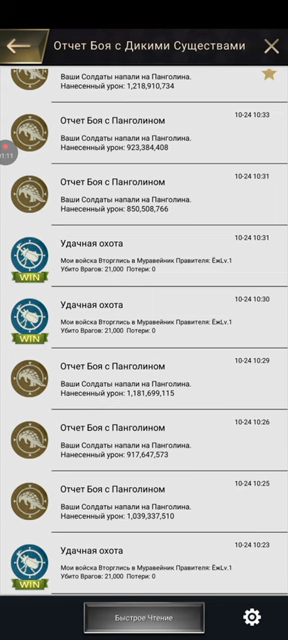 Отчет Боя с Дикими Существами
Ваши Солдаты напали на Панголина.
Нанесенный урон: 1,218,910,734
10-24 10:33
Отчет Боя с Панголином
Ваши Солдаты напали на Панголина.
Нанесенный урон: 923,384,408
01:11
10-24 10:31
Отчет Боя с Панголином
Ваши Солдаты напали на Панголина.
Нанесенный урон: 850,508,766
10-24 10:31
Удачная охота
Мои войска Вторглись в Муравейник Правителя: ЁжLv.1
Убито Врагов: 21,000 Потери: 0
WIN
10-24 10:30
Удачная охота
Мои войска Вторглись в Муравейник Правителя: ЁжLv.1
Убито Врагов: 21,000 Потери: 0
WIN
10-24 10:29
Отчет Боя с Панголином
Ваши Солдаты напали на Панголина.
Нанесенный урон: 1,181,699,115
10-24 10:26
Отчет Боя с Панголином
Ваши Солдаты напали на Панголина.
Нанесенный урон: 917,647,573
10-24 10:25
Отчет Боя с Панголином
Ваши Солдаты напали на Панголина.
Нанесенный урон: 1,039,337,510
10-24 10:23
Удачная охота
Мои войска Вторглись в Муравейник Правителя: ЁжLv.1
Убито Врагов: 21,000 Потери: 0
WIN
Быстрое Чтение